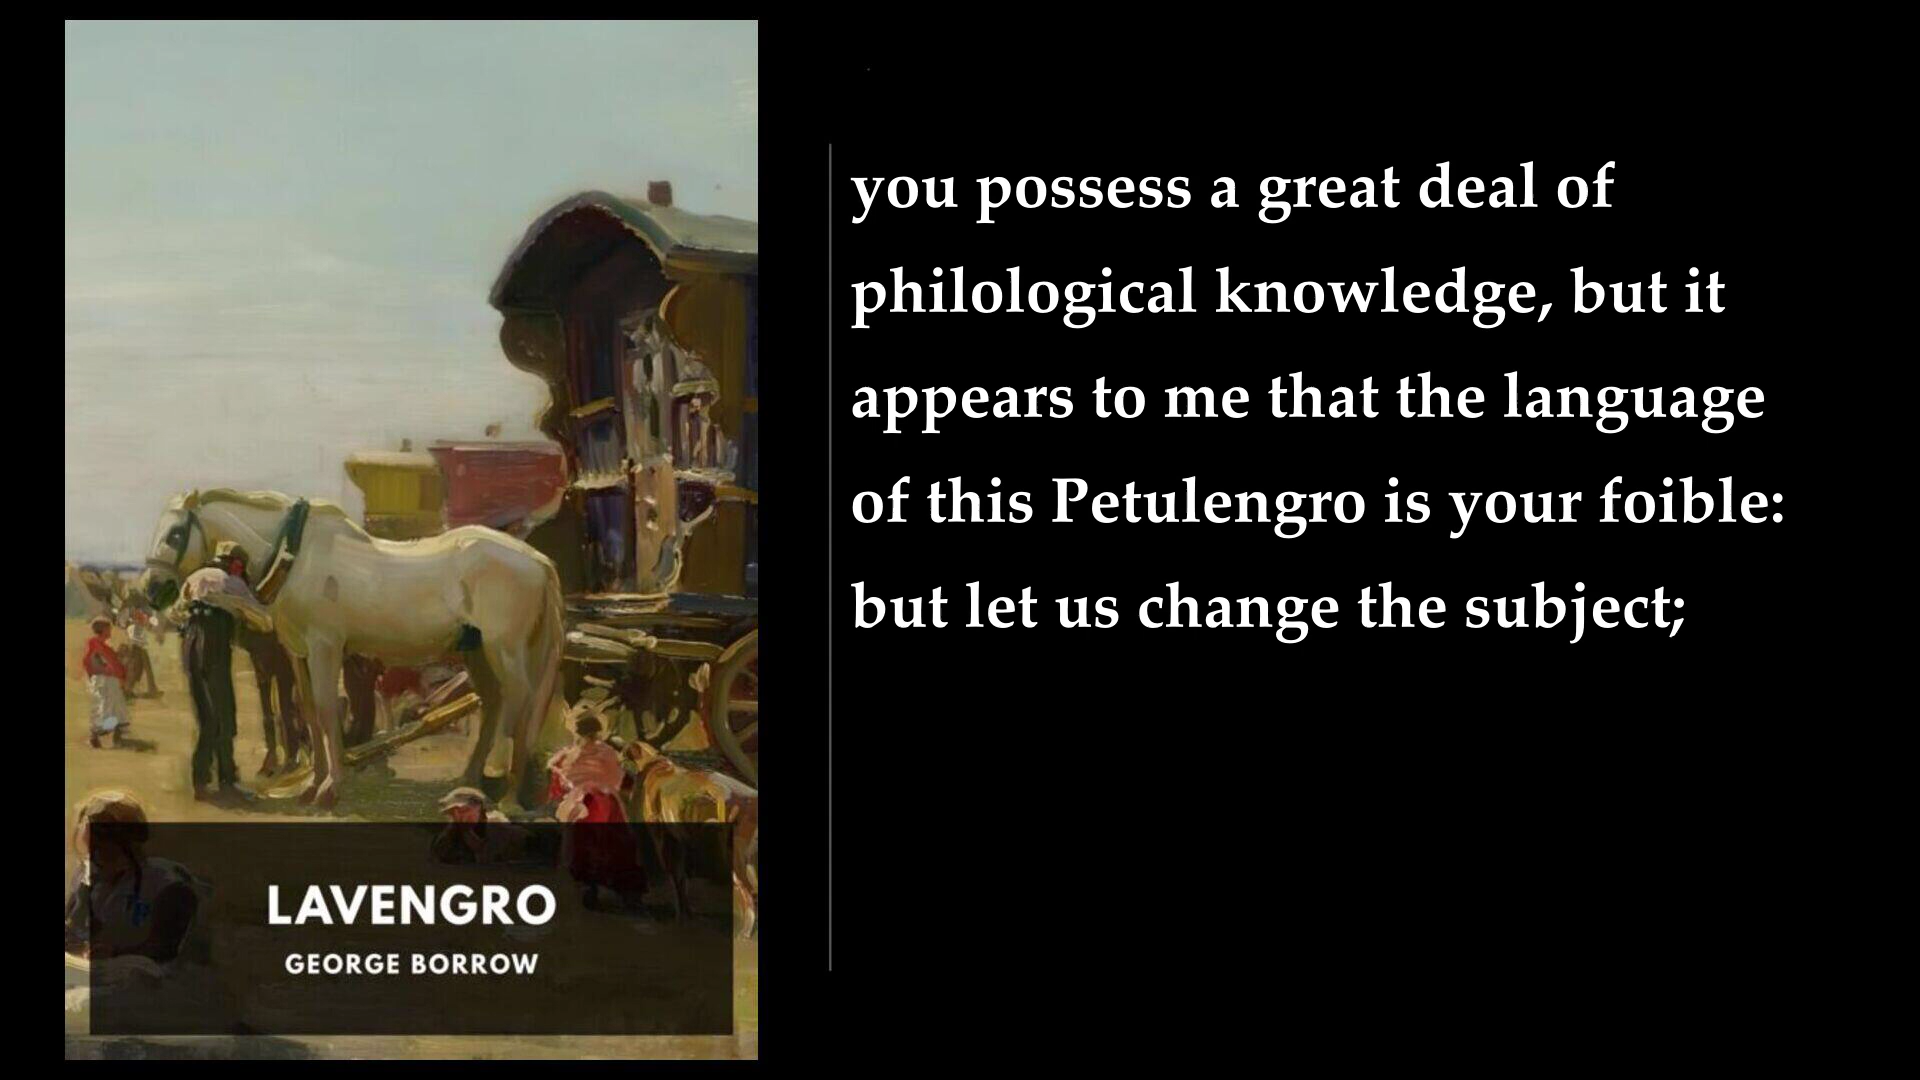 you possess a great deal of
philological knowledge, but it
appears to me that the language
of this Petulengro is your foible:
but let us change the subject;
LAVENGRO
GEORGE BORROW